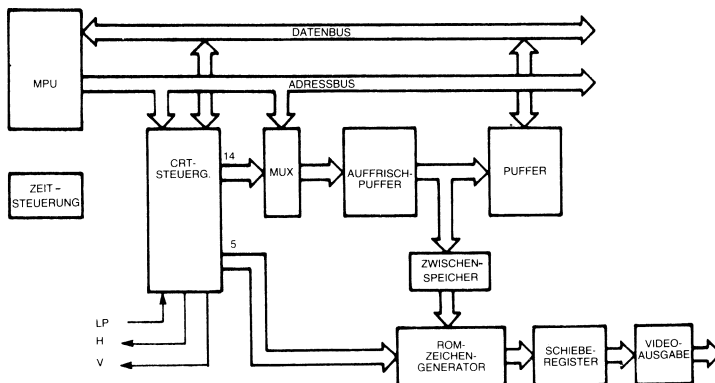 DATENBUS
MPU
ADRESSBUS
CRT-
STEUERG.
14
MUX
AUFFRISCH-
PUFFER
PUFFER
ZEIT-
STEUERUNG
5
ZWISCHEN-
SPEICHER
LP
H
V
ROM-
ZEICHEN-
GENERATOR
SCHIEBE-
REGISTER
VIDEO-
AUSGABE